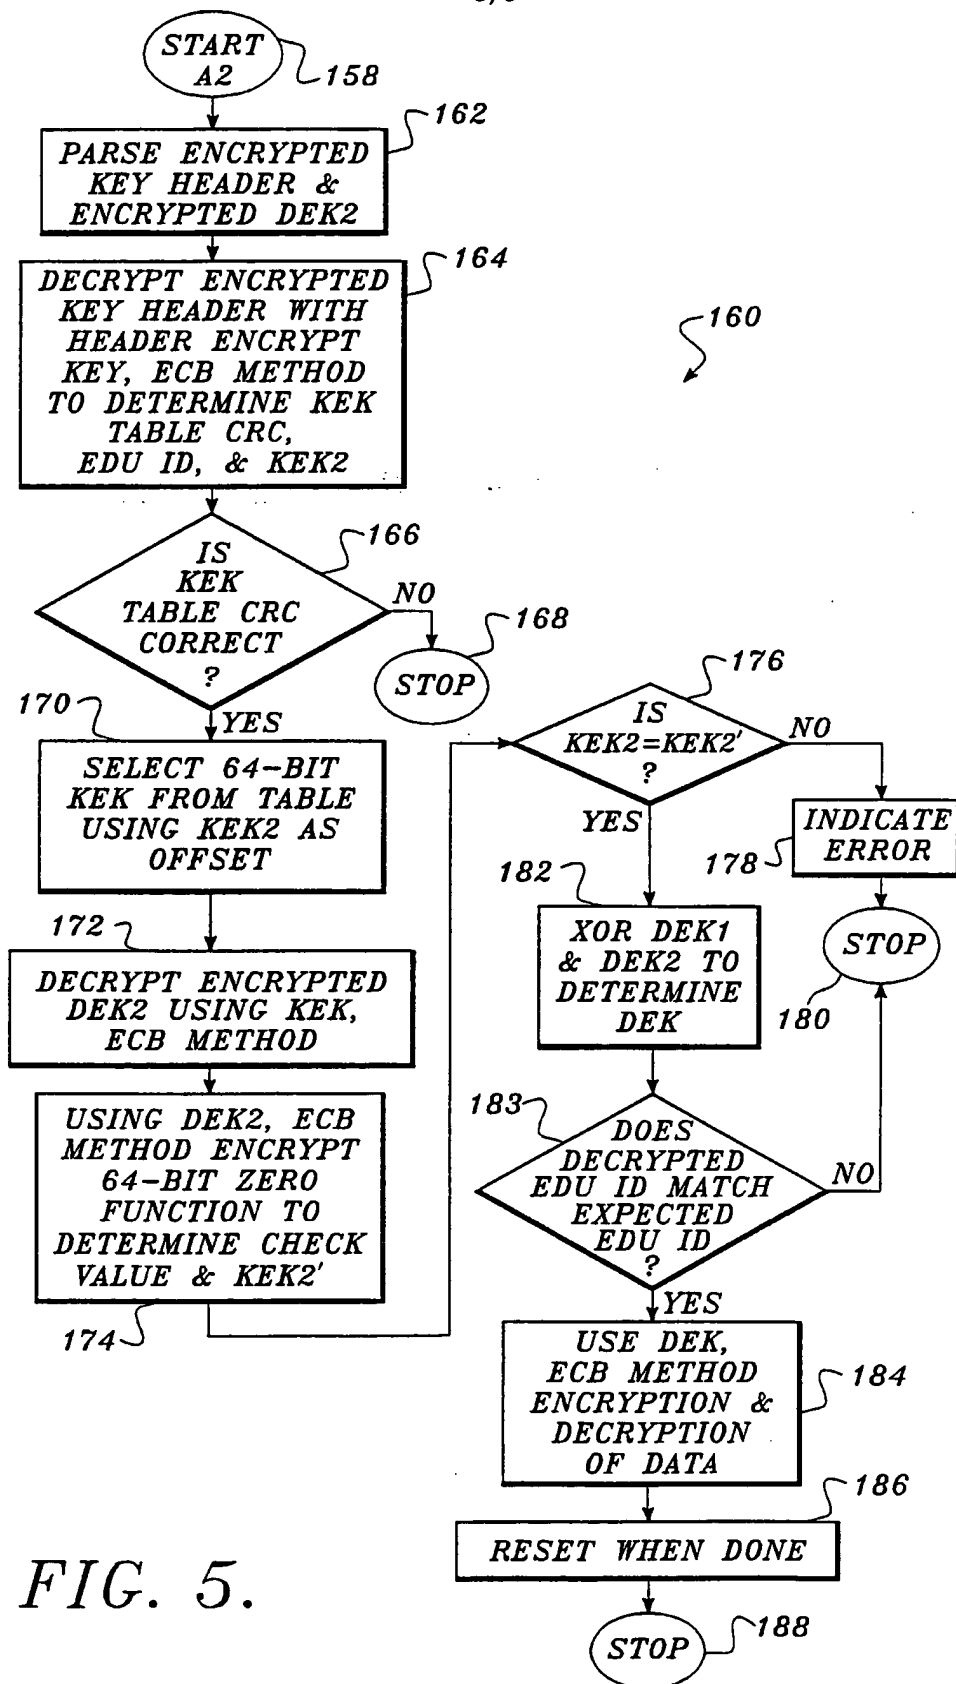 START
A2
158
162
PARSE ENCRYPTED
KEY HEADER &
ENCRYPTED DEK2
164
DECRYPT ENCRYPTED
KEY HEADER WITH
HEADER ENCRYPT
KEY, ECB METHOD
TO DETERMINE KEK
TABLE CRC,
EDU ID, & KEK2
160
166
IS
KEK
TABLE CRC
CORRECT
?
NO
168
STOP
170
YES
SELECT 64-BIT
KEK FROM TABLE
USING KEK2 AS
OFFSET
172
DECRYPT ENCRYPTED
DEK2 USING KEK,
ECB METHOD
USING DEK2, ECB
METHOD ENCRYPT
64-BIT ZERO
FUNCTION TO
DETERMINE CHECK
VALUE & KEK2'
174
176
IS
KEK2=KEK2'
?
NO
YES
INDICATE
ERROR
178
STOP
180
182
XOR DEK1
& DEK2 TO
DETERMINE
DEK
183
DOES
DECRYPTED
EDU ID MATCH
EXPECTED
EDU ID
?
NO
YES
USE DEK,
ECB METHOD
ENCRYPTION &
DECRYPTION
OF DATA
184
186
RESET WHEN DONE
STOP
188
FIG. 5.